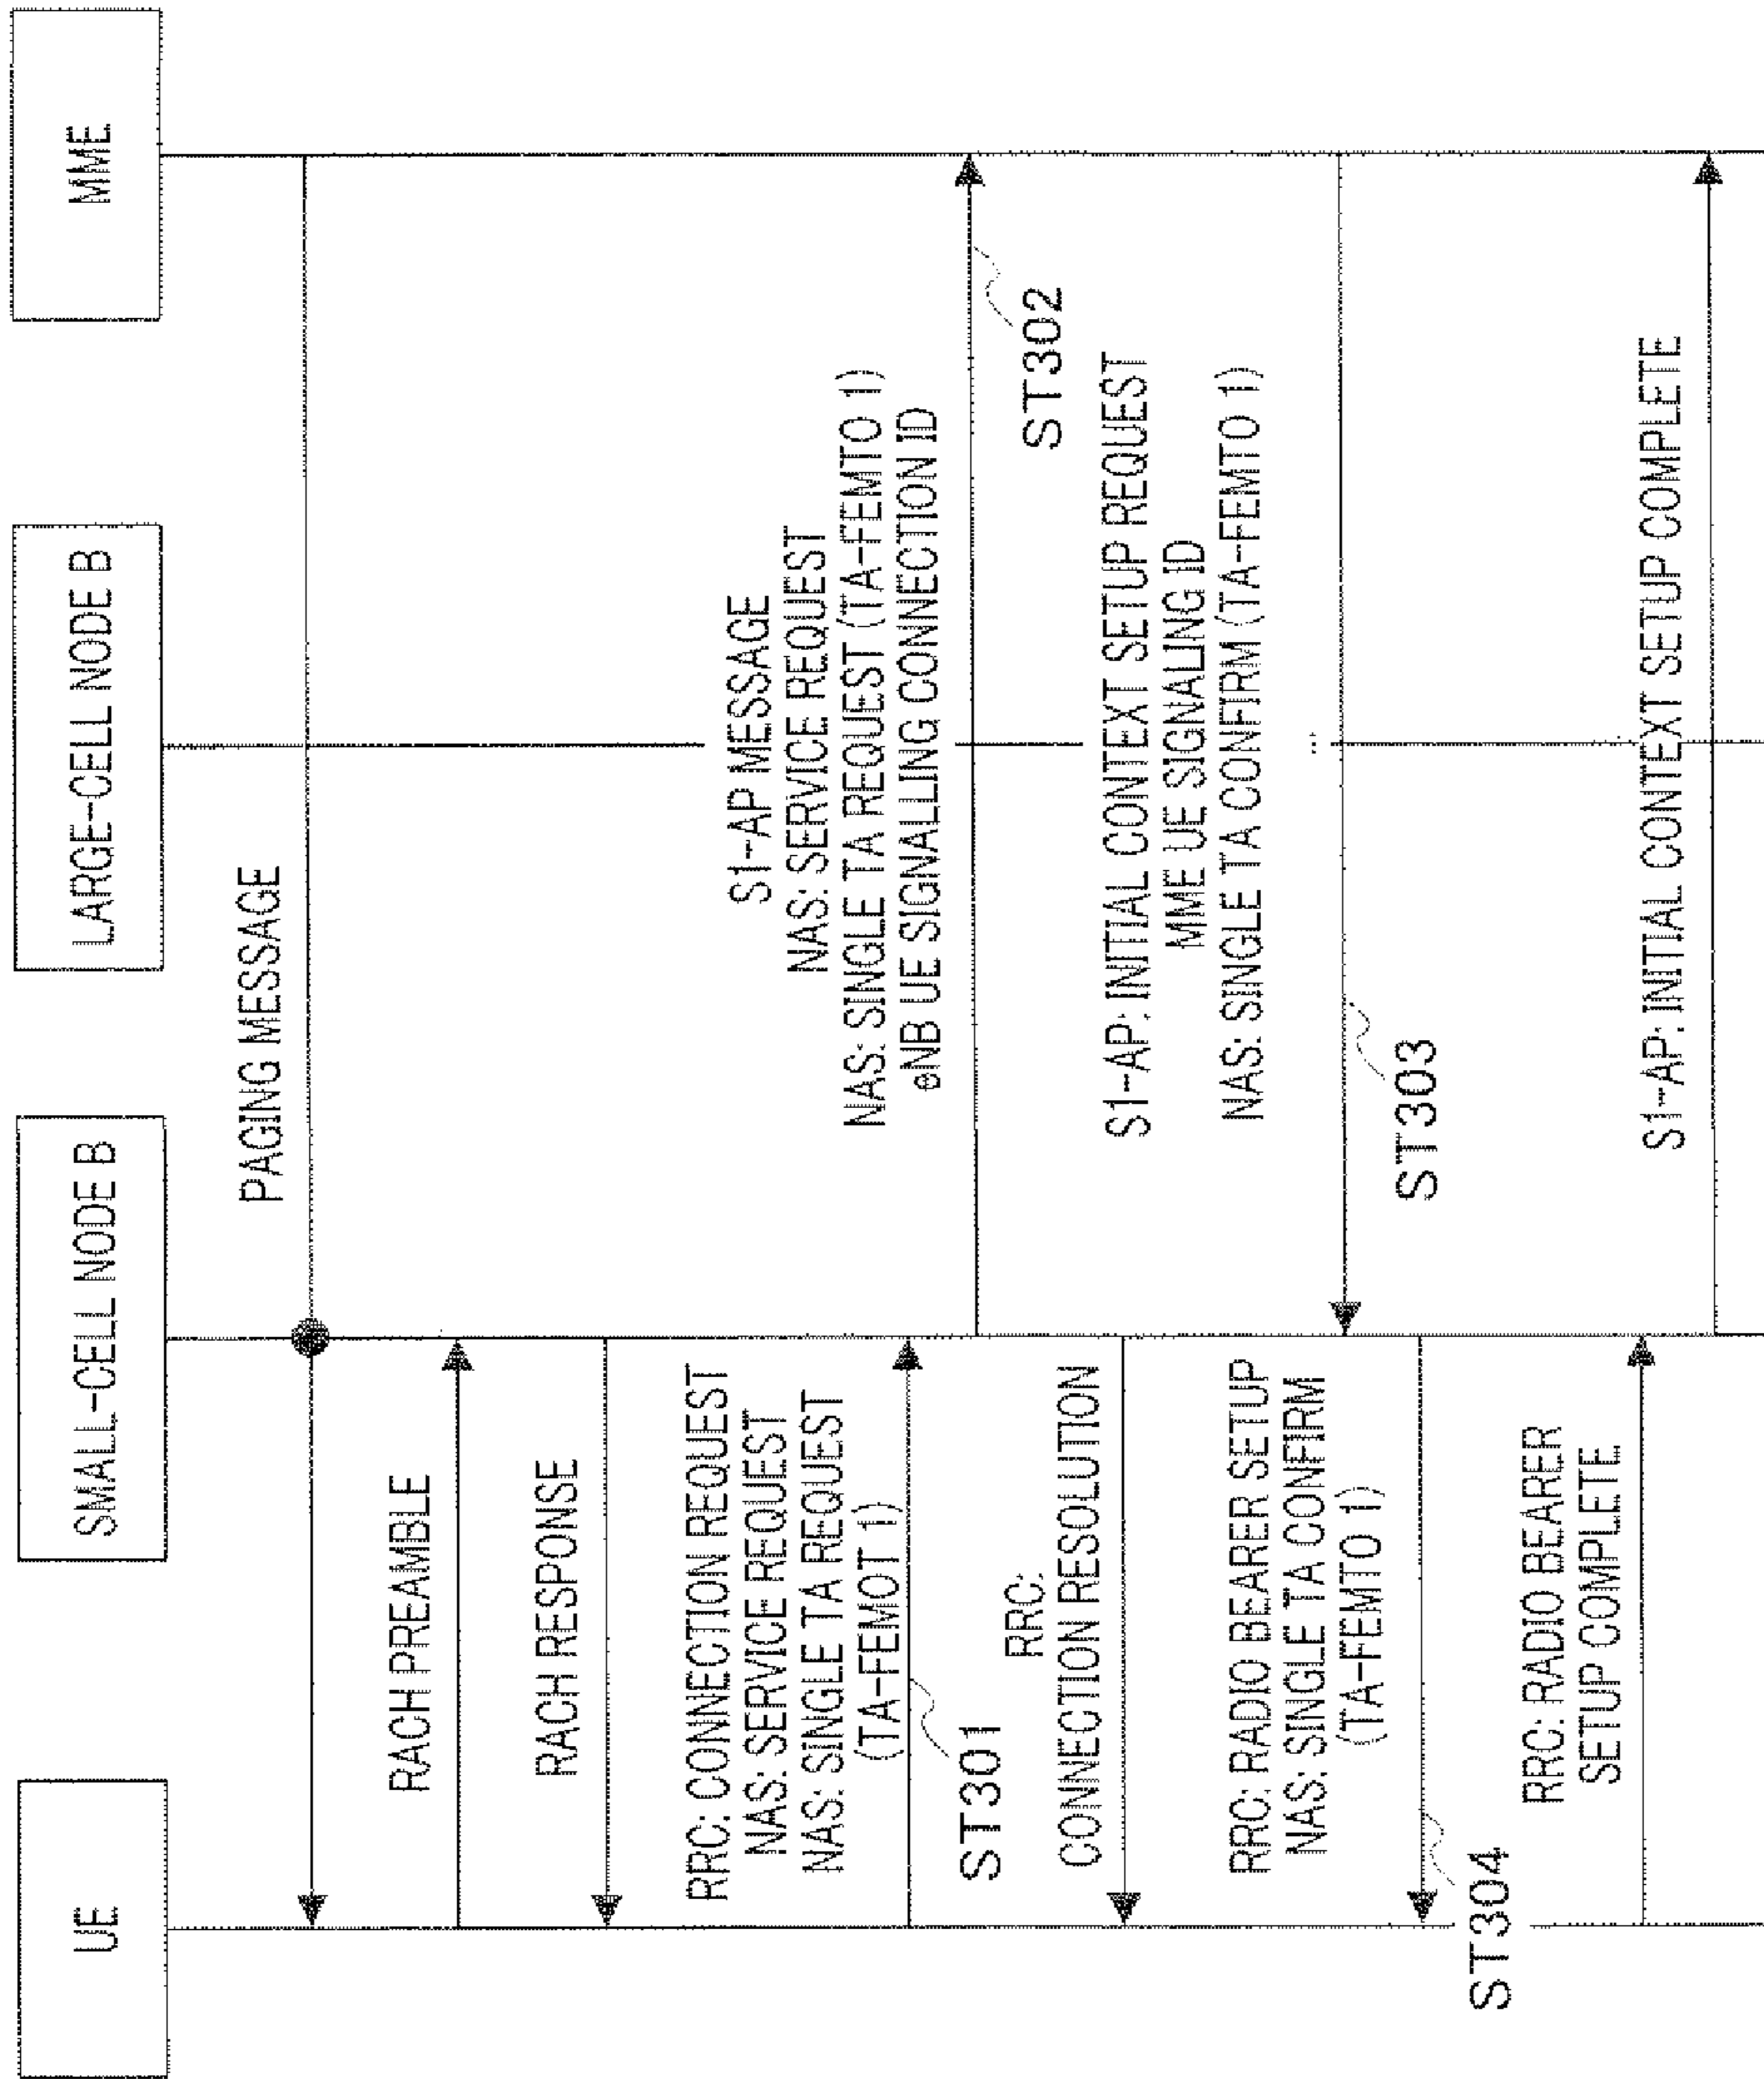 UE
SMALL-CELL NODE B
LARGE-CELL NODE B
MME
PAGING MESSAGE
RACH PREAMBLE
RACH RESPONSE
RRC: CONNECTION REQUEST
NAS: SERVICE REQUEST
NAS: SINGLE TA REQUEST
(TA-FEMOT 1)
ST301
S1-AP MESSAGE
NAS: SERVICE REQUEST
NAS: SINGLE TA REQUEST (TA-FEMTO 1)
eNB UE SIGNALLING CONNECTION ID
ST302
RRC:
CONNECTION RESOLUTION
S1-AP: INITIAL CONTEXT SETUP REQUEST
MME UE SIGNALING ID
NAS: SINGLE TA CONFIRM (TA-FEMTO 1)
ST303
RRC: RADIO BEARER SETUP
NAS: SINGLE TA CONFIRM
(TA-FEMTO 1)
ST304
RRC: RADIO BEARER
SETUP COMPLETE
S1-AP: INITIAL CONTEXT SETUP COMPLETE